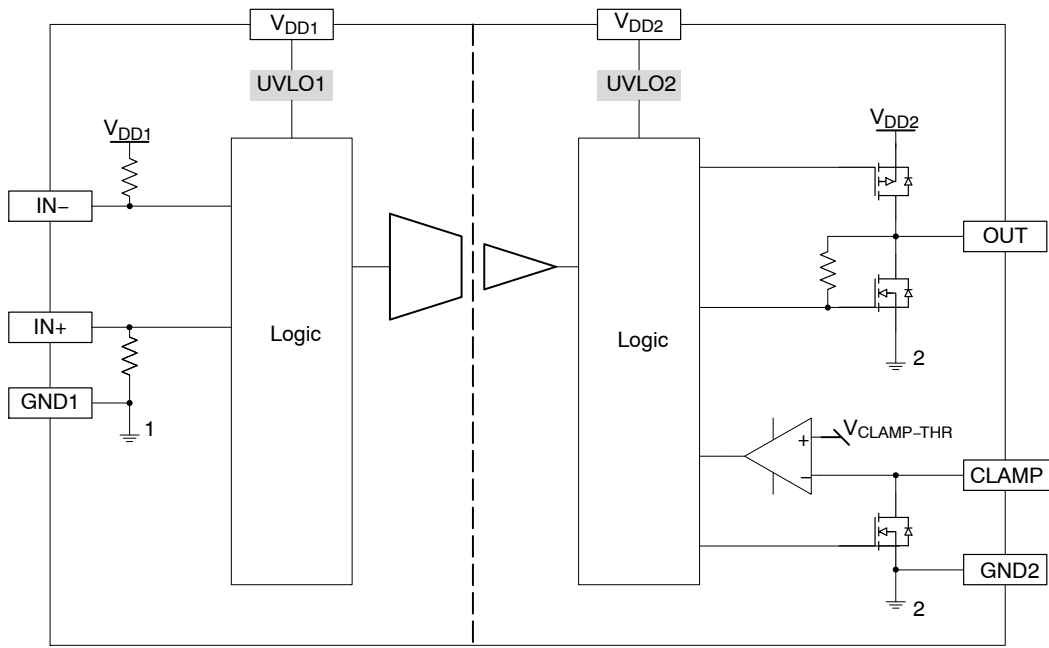 VDD1
VDD2
UVLO1
UVLO2
VDD1
VDD2
IN−
OUT
IN+
Logic
Logic
2
GND1
1
VCLAMP−THR
+
−
CLAMP
GND2
2